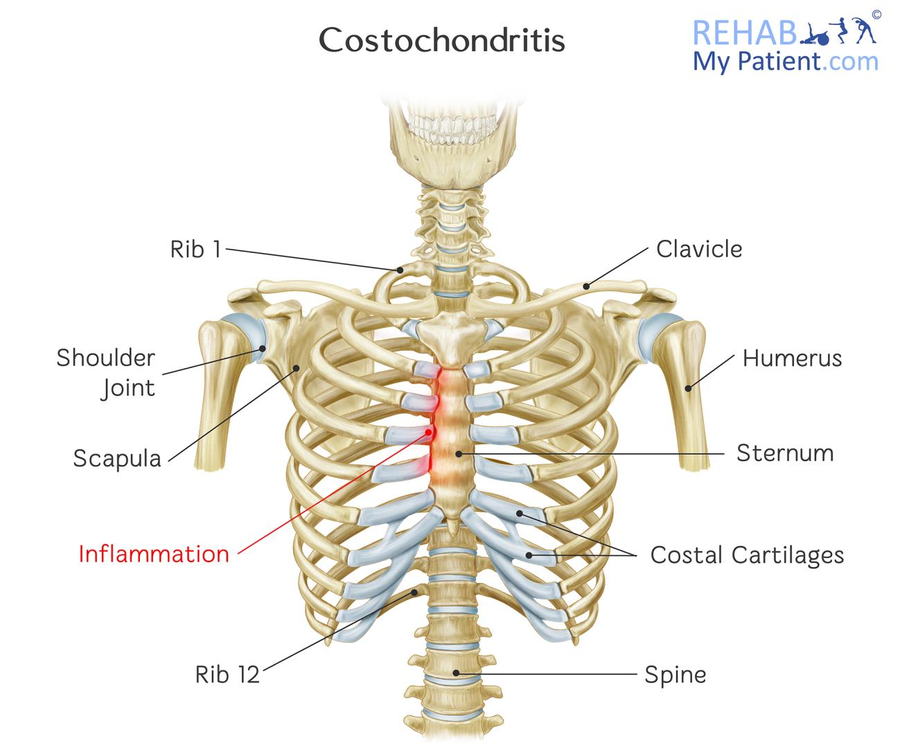 Costochondritis
REHAB ©
My Patient.com
Rib 1
Clavicle
Shoulder
Joint
Humerus
Scapula
Sternum
Inflammation
Costal Cartilages
Rib 12
Spine